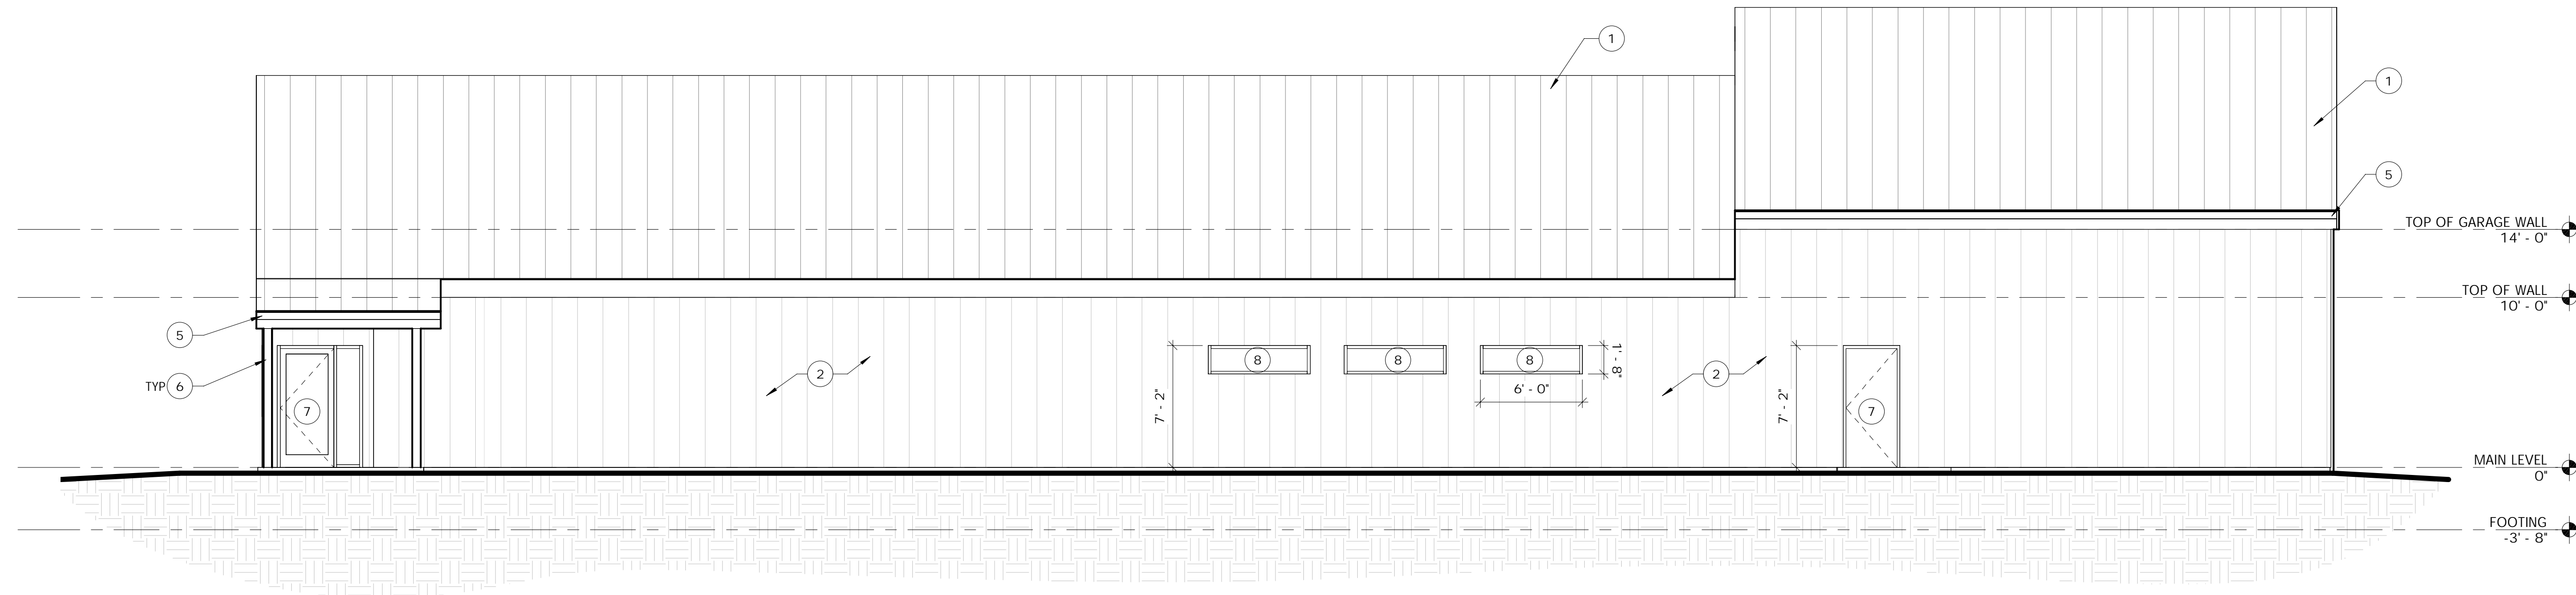 1
1
5
TOP OF GARAGE WALL
14' - 0"
TOP OF WALL
10' - 0"
5
TYP 6
7
2
7' - 2"
8
8
8
1' - 8"
6' - 0"
2
7' - 2"
7
MAIN LEVEL
0"
FOOTING
-3' - 8"